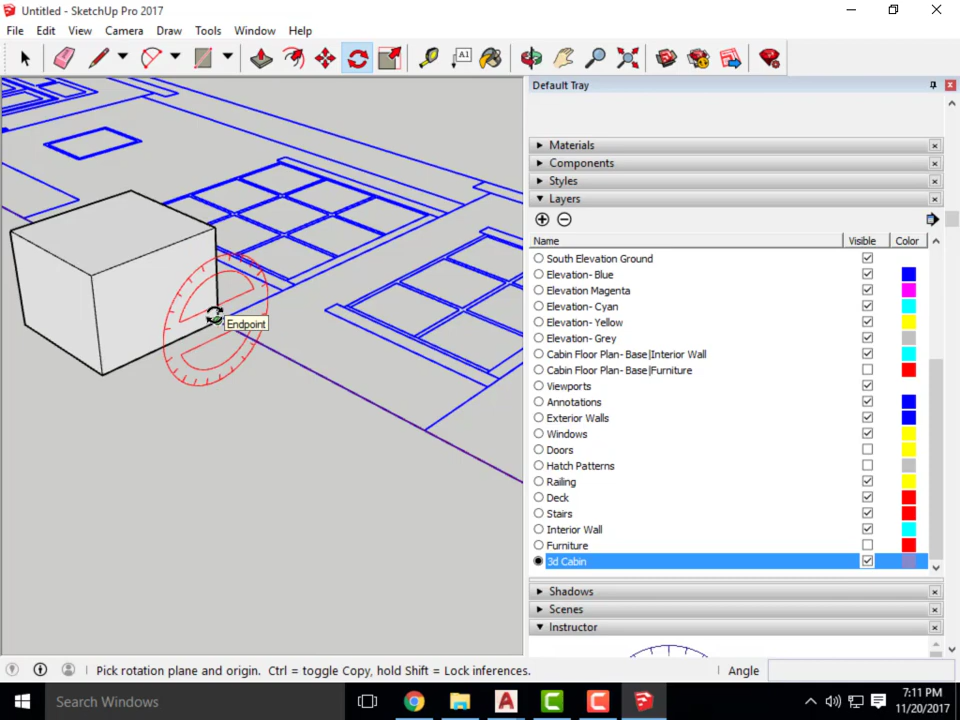 Untitled - SketchUp Pro 2017
File Edit View Camera Draw Tools Window Help
A1
Default Tray
Materials
Components
Styles
Layers
Name Visible Color
South Elevation Ground
Elevation- Blue
Elevation Magenta
Elevation- Cyan
Elevation- Yellow
Elevation- Grey
Cabin Floor Plan- Base|Interior Wall
Cabin Floor Plan- Base|Furniture
Viewports
Annotations
Exterior Walls
Windows
Doors
Hatch Patterns
Railing
Deck
Stairs
Interior Wall
Furniture
3d Cabin
Endpoint
Shadows
Scenes
Instructor
Pick rotation plane and origin. Ctrl = toggle Copy, hold Shift = Lock inferences. Angle
Search Windows
7:11 PM
11/20/2017